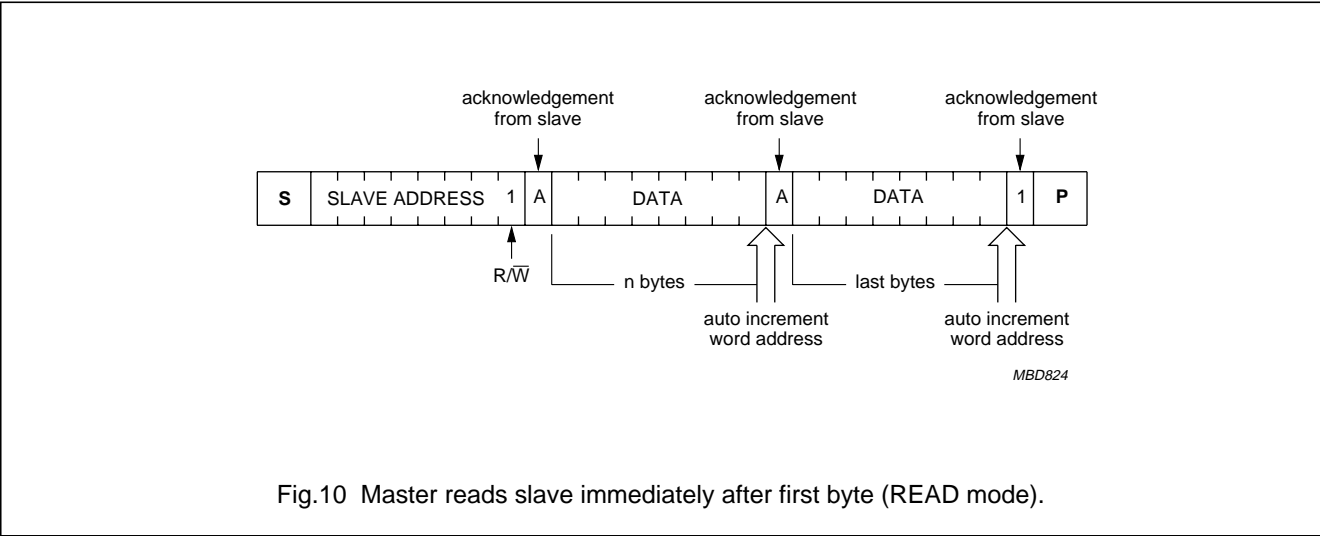 acknowledgement
from slave
acknowledgement
from slave
acknowledgement
from slave
S SLAVE ADDRESS 1 A DATA A DATA 1 P
R/W̅
n bytes
last bytes
auto increment
word address
auto increment
word address
MBD824
Fig.10 Master reads slave immediately after first byte (READ mode).